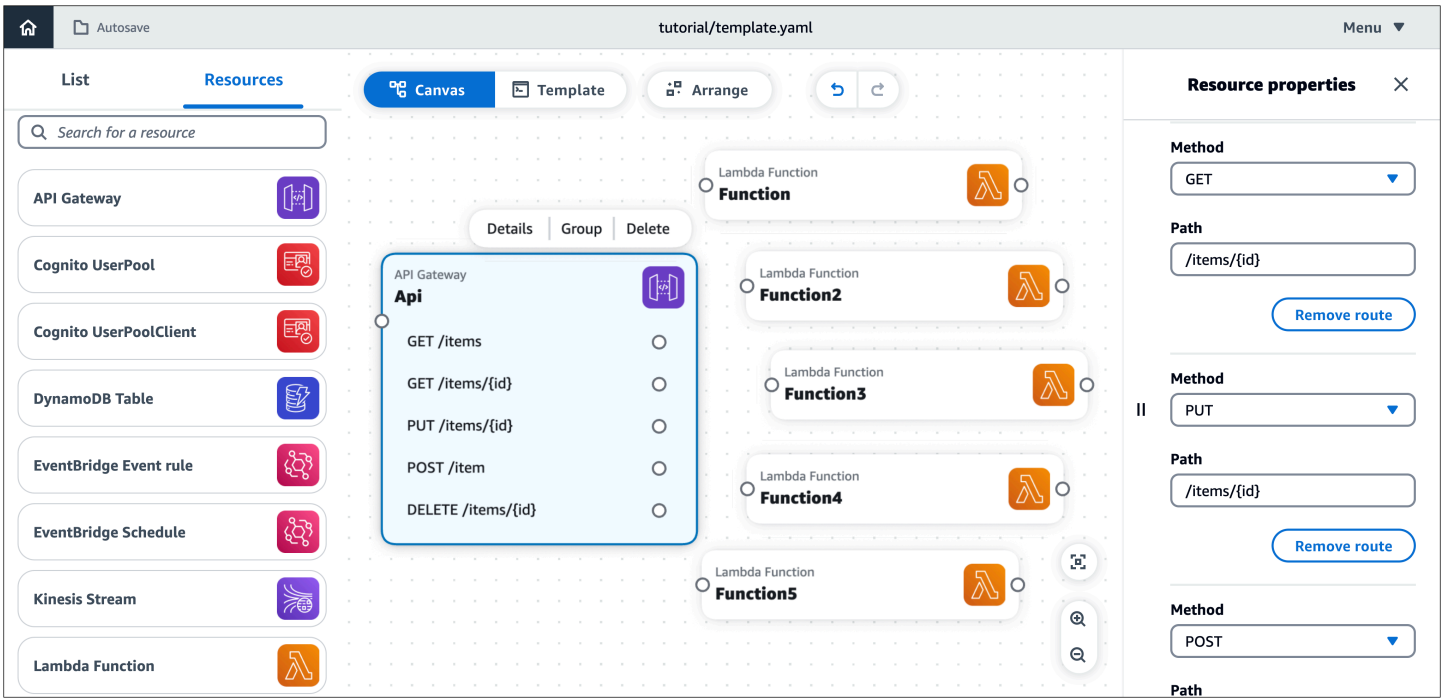 Autosave
tutorial/template.yaml
Menu
List
Resources
Search for a resource
API Gateway
Cognito UserPool
Cognito UserPoolClient
DynamoDB Table
EventBridge Event rule
EventBridge Schedule
Kinesis Stream
Lambda Function
Canvas
Template
Arrange
Details
Group
Delete
API Gateway
Api
GET /items
GET /items/{id}
PUT /items/{id}
POST /item
DELETE /items/{id}
Lambda Function
Function
Lambda Function
Function2
Lambda Function
Function3
Lambda Function
Function4
Lambda Function
Function5
Resource properties
Method
GET
Path
/items/{id}
Remove route
Method
PUT
Path
/items/{id}
Remove route
Method
POST
Path